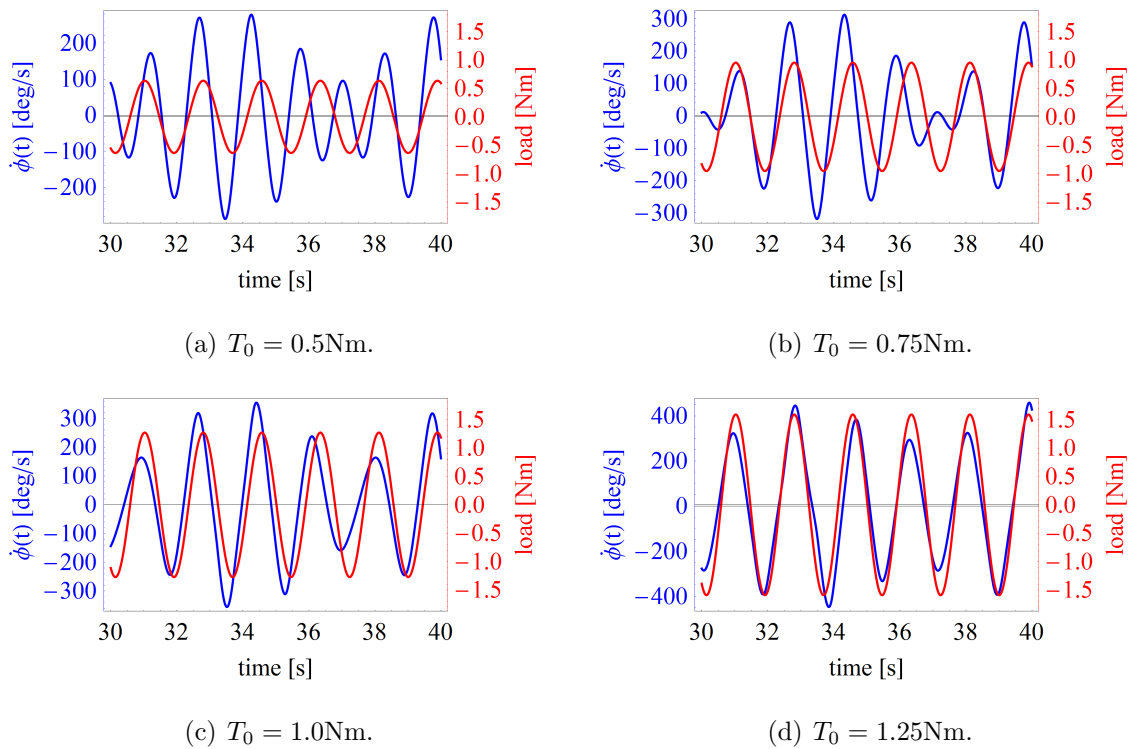 200
100
0
−100
−200
ϕ̇(t) [deg/s]
1.5
1.0
0.5
0.0
−0.5
−1.0
−1.5
load [Nm]
30 32 34 36 38 40
time [s]
(a) T₀ = 0.5Nm.
300
200
100
0
−100
−200
−300
ϕ̇(t) [deg/s]
1.5
1.0
0.5
0.0
−0.5
−1.0
−1.5
load [Nm]
30 32 34 36 38 40
time [s]
(b) T₀ = 0.75Nm.
300
200
100
0
−100
−200
−300
ϕ̇(t) [deg/s]
1.5
1.0
0.5
0.0
−0.5
−1.0
−1.5
load [Nm]
30 32 34 36 38 40
time [s]
(c) T₀ = 1.0Nm.
400
200
0
−200
−400
ϕ̇(t) [deg/s]
1.5
1.0
0.5
0.0
−0.5
−1.0
−1.5
load [Nm]
30 32 34 36 38 40
time [s]
(d) T₀ = 1.25Nm.